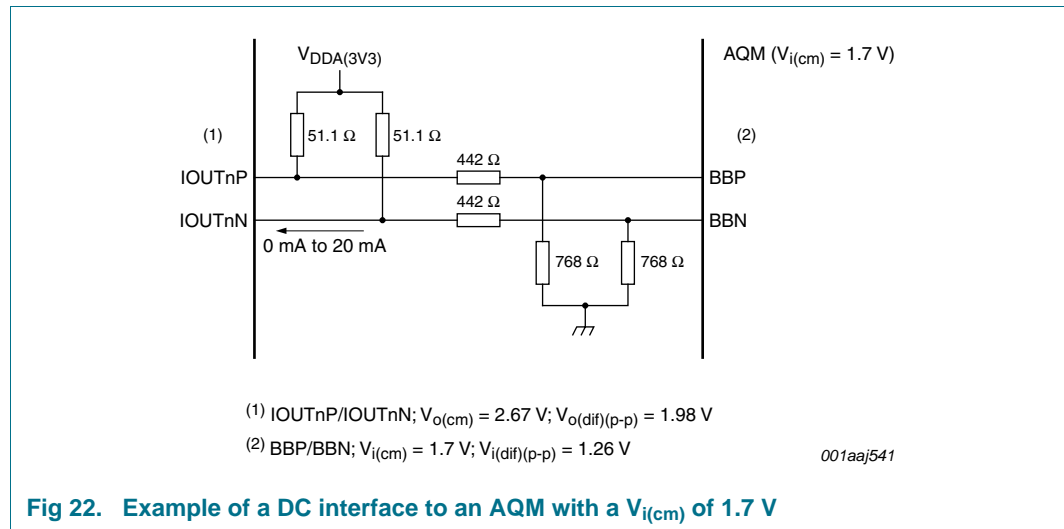 VDDA(3V3)
AQM (Vi(cm) = 1.7 V)
(1)
51.1 Ω
51.1 Ω
(2)
442 Ω
IOUTnP
BBP
442 Ω
IOUTnN
BBN
0 mA to 20 mA
768 Ω
768 Ω
(1) IOUTnP/IOUTnN; Vo(cm) = 2.67 V; Vo(dif)(p-p) = 1.98 V
(2) BBP/BBN; Vi(cm) = 1.7 V; Vi(dif)(p-p) = 1.26 V
001aaj541
Fig 22. Example of a DC interface to an AQM with a Vi(cm) of 1.7 V